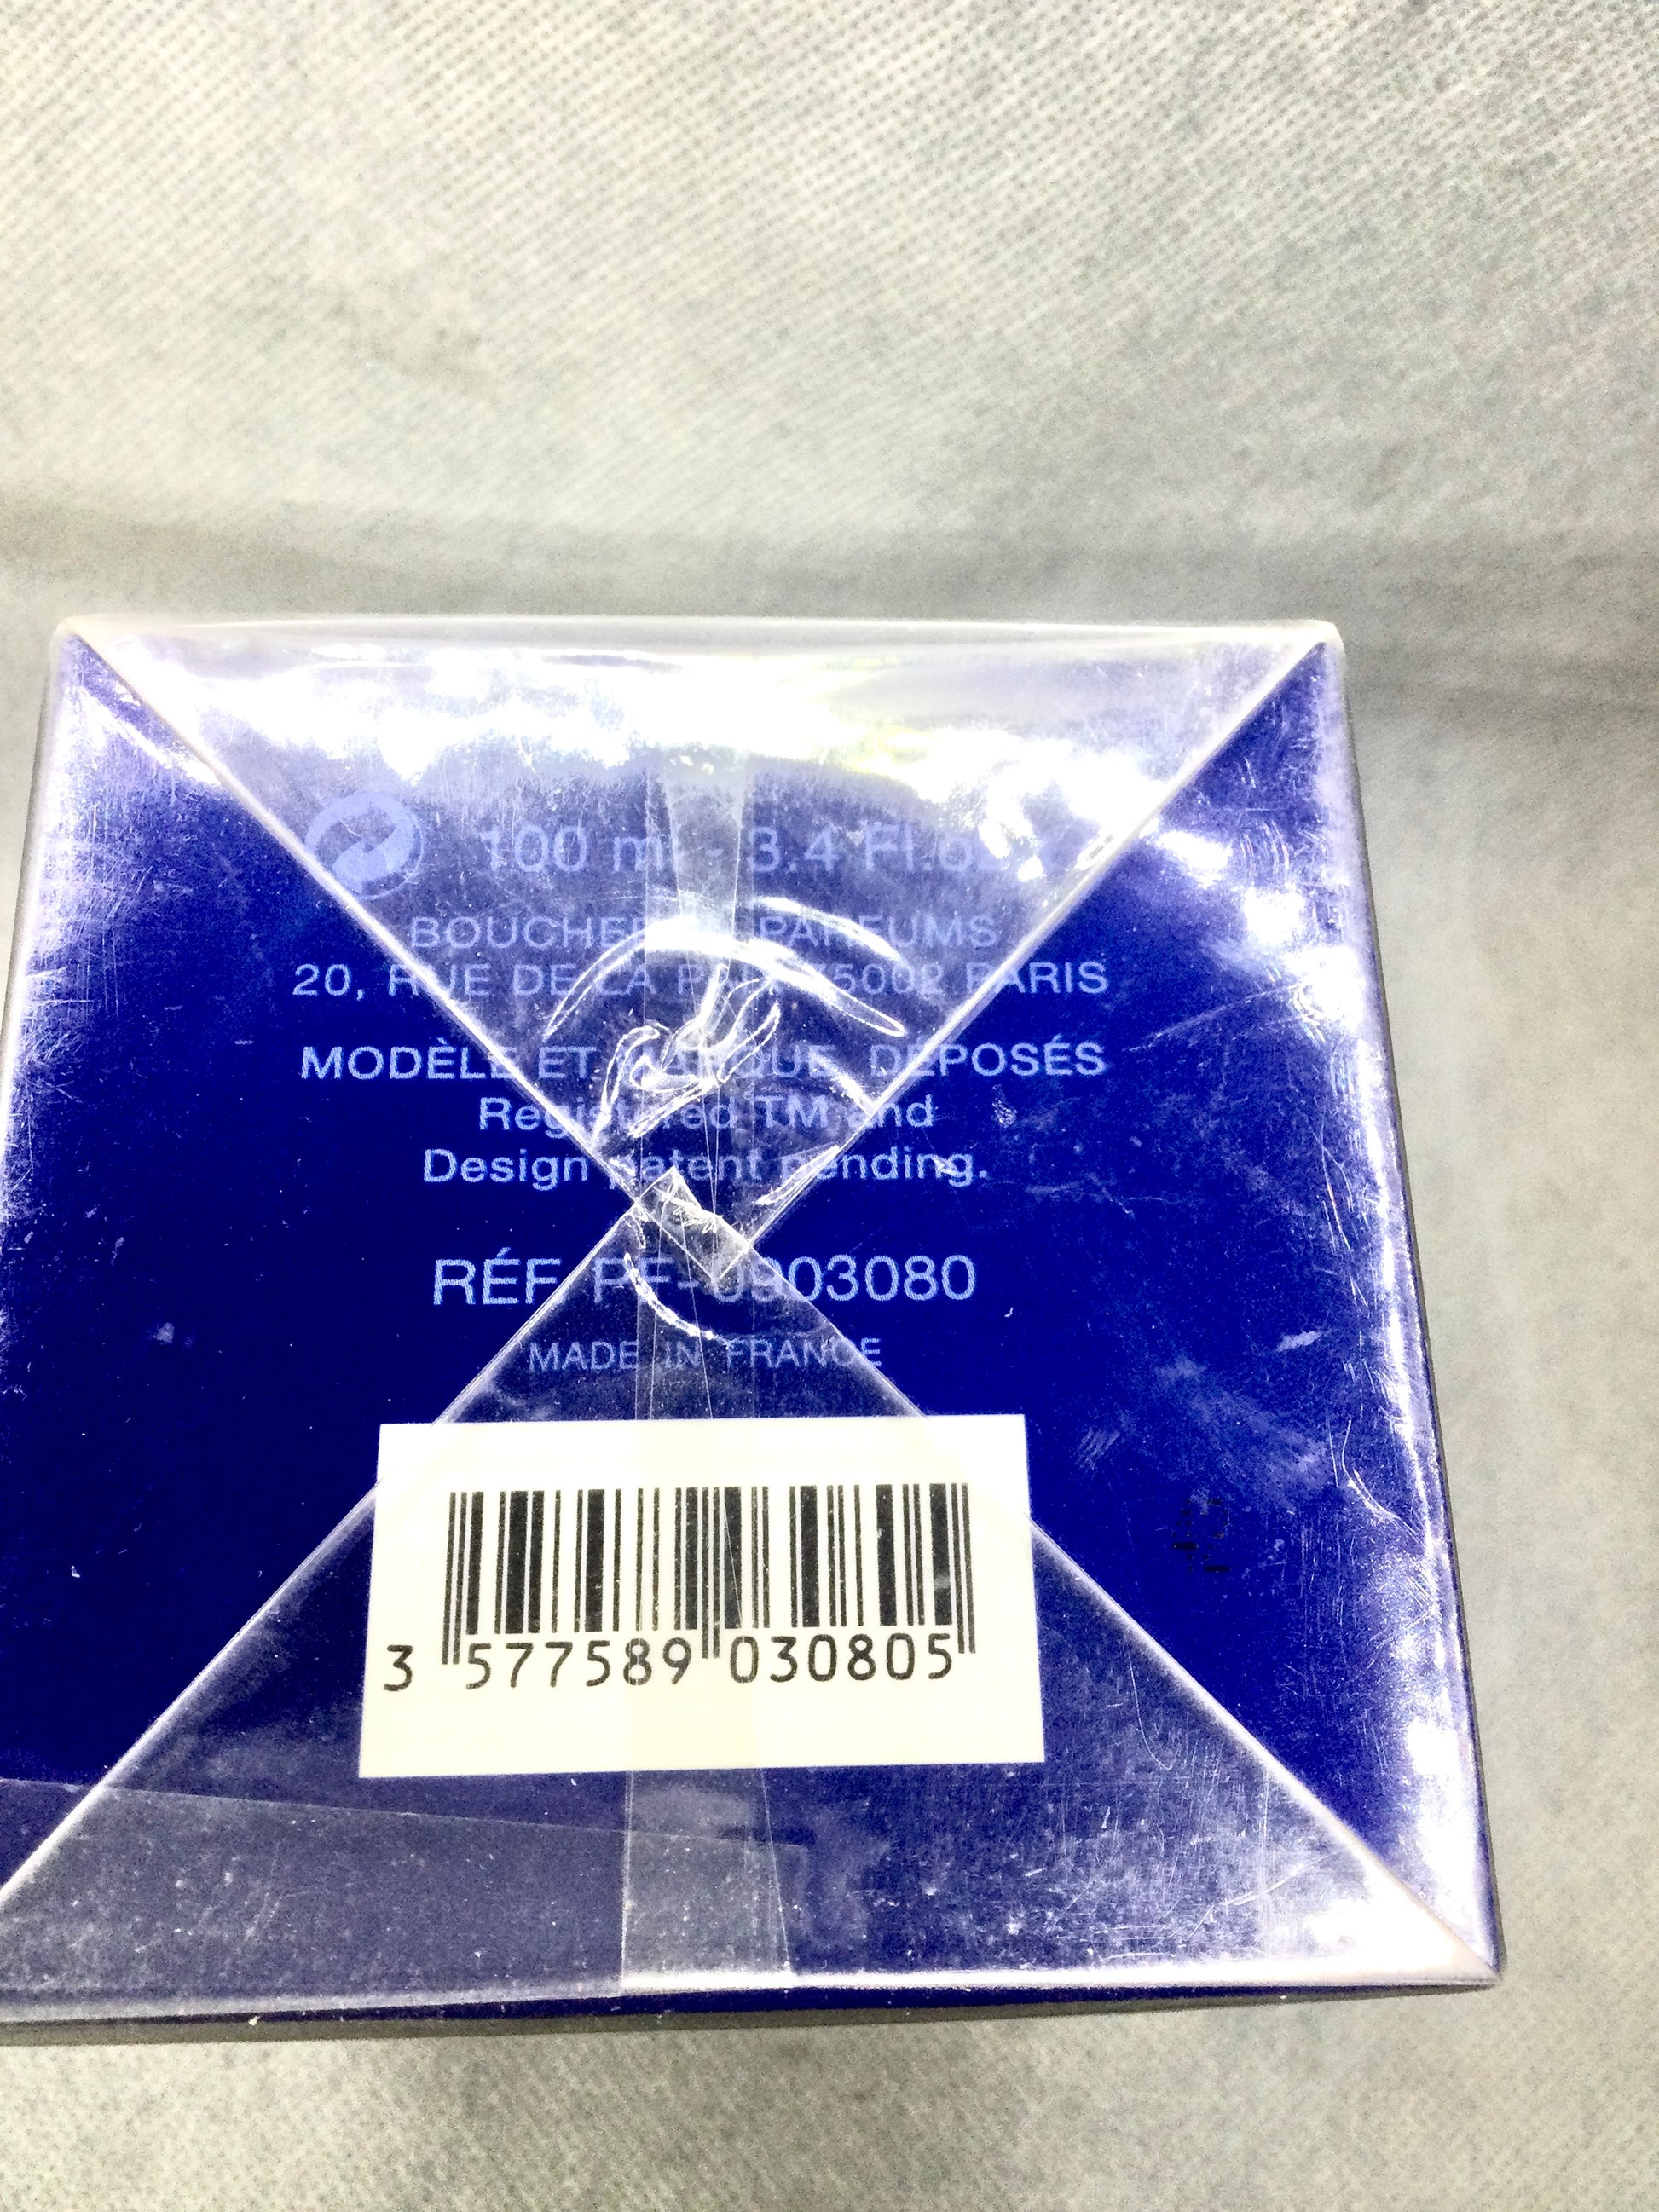 100 ml - 3.4 Fl.oz.
BOUCHERON PARFUMS
20, RUE DE LA PAIX 75002 PARIS
MODÈLE ET MARQUE DÉPOSÉS
Registered TM and
Design patent pending.
RÉF. PF-0903080
MADE IN FRANCE
3 577589 030805